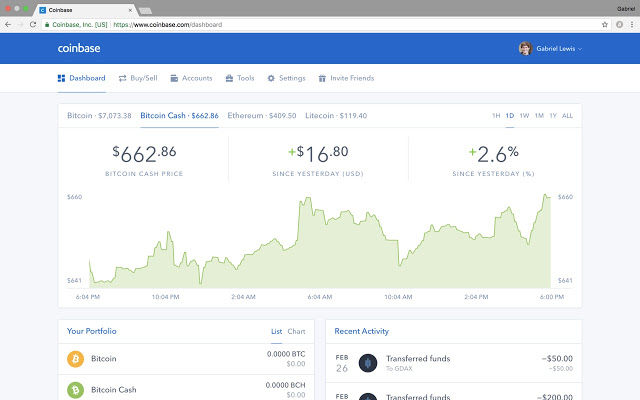 Coinbase
Gabriel
Coinbase, Inc. [US] | https://www.coinbase.com/dashboard
coinbase
Gabriel Lewis
Dashboard Buy/Sell Accounts Tools Settings Invite Friends
Bitcoin · $7,073.38 Bitcoin Cash · $662.86 Ethereum · $409.50 Litecoin · $119.40 1H 1D 1W 1M 1Y ALL
$662.86 +$16.80 +2.6%
BITCOIN CASH PRICE SINCE YESTERDAY (USD) SINCE YESTERDAY (%)
$660 $660
$641 $641
6:04 PM 10:04 PM 2:04 AM 6:04 AM 10:04 AM 2:04 PM 6:00 PM
Your Portfolio List Chart
Bitcoin 0.0000 BTC
$0.00
Bitcoin Cash 0.0000 BCH
$0.00
Recent Activity
FEB Transferred funds −$50.00
26 To GDAX −$50.00
FEB Transferred funds −$200.00